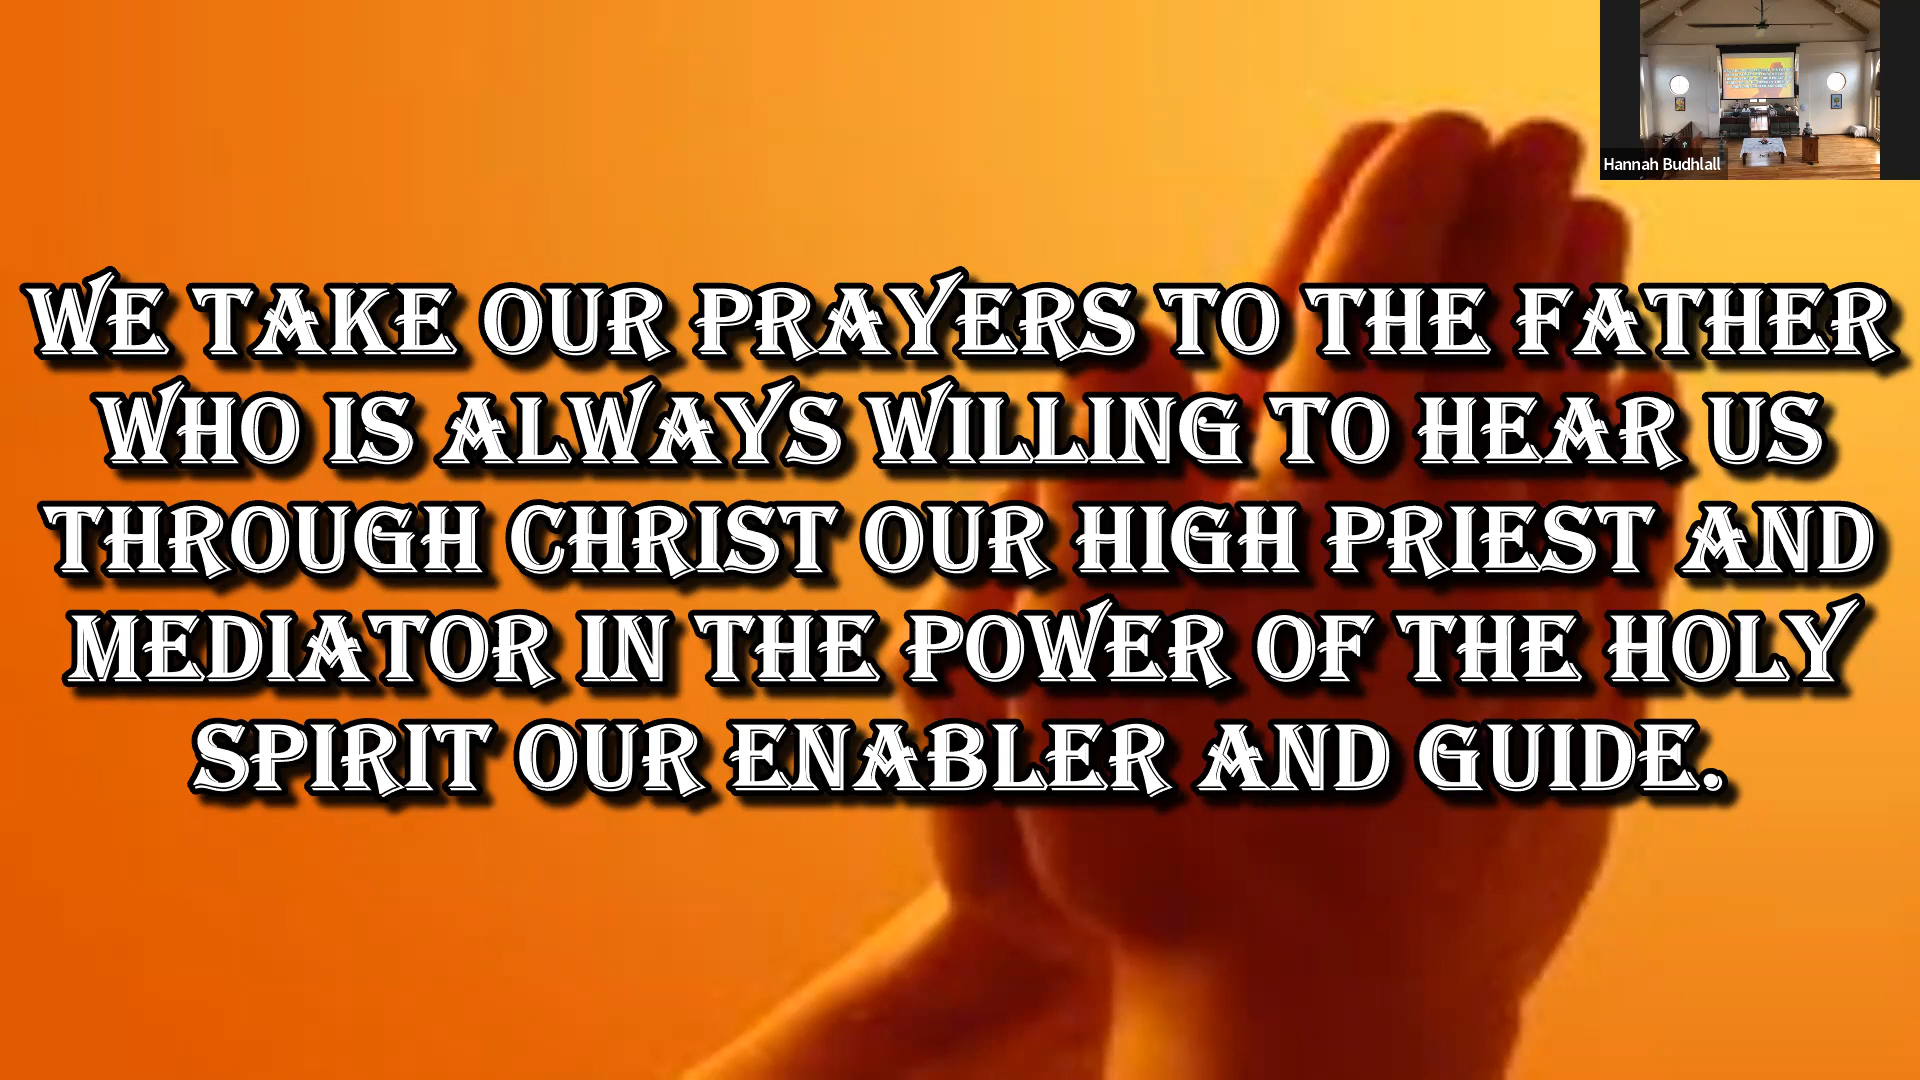 WE TAKE OUR PRAYERS TO THE FATHER
WHO IS ALWAYS WILLING TO HEAR US
THROUGH CHRIST OUR HIGH PRIEST AND
MEDIATOR IN THE POWER OF THE HOLY
SPIRIT OUR ENABLER AND GUIDE.
Hannah Budhlall